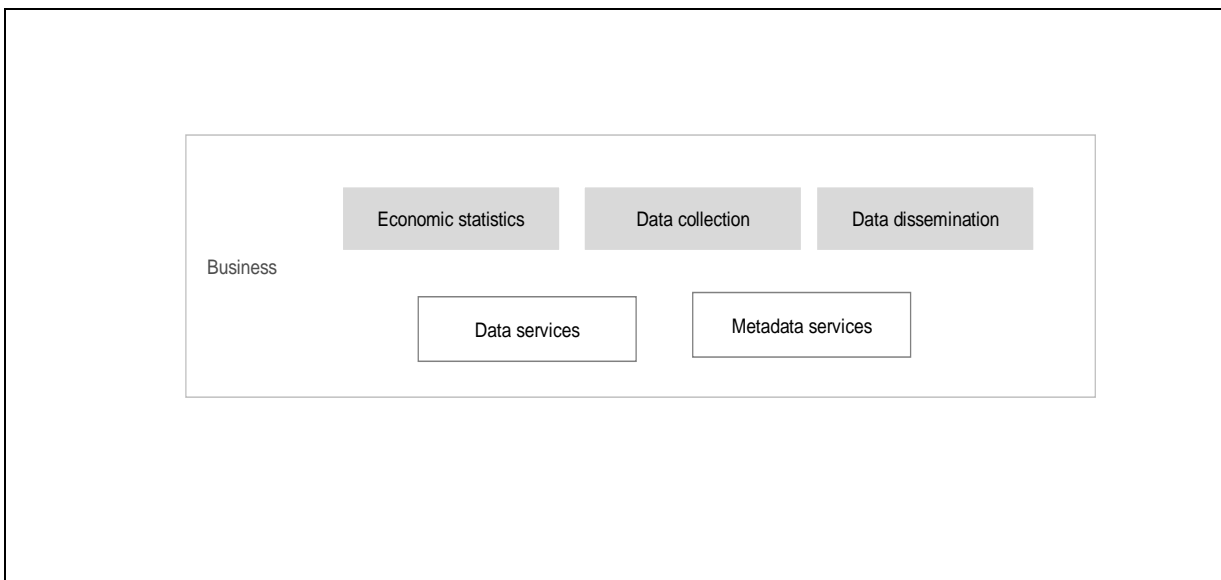 Economic statistics
Data collection
Data dissemination
Business
Data services
Metadata services